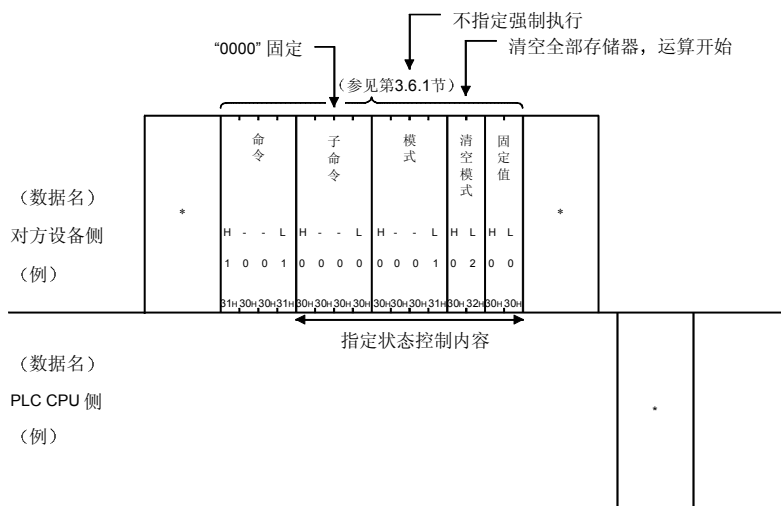 不指定强制执行
“0000” 固定
清空全部存储器，运算开始
（参见第3.6.1节）
命令
子命令
模式
清空模式
固定值
（数据名）
对方设备侧
（例）
*
*
H - - L H - - L H - - L H L H L
1 0 0 1 0 0 0 0 0 0 0 1 0 2 0 0
31H 30H 30H 31H 30H 30H 30H 30H 30H 30H 30H 31H 30H 32H 30H 30H
指定状态控制内容
（数据名）
PLC CPU 侧
（例）
*